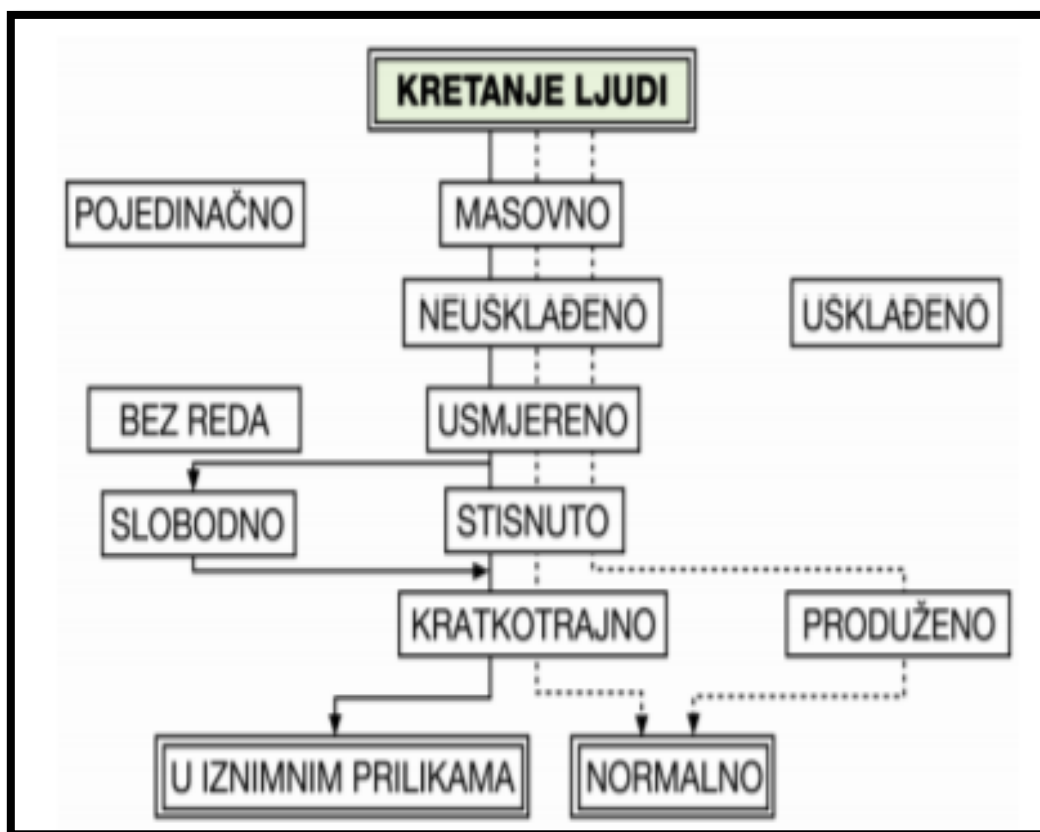 KRETANJE LJUDI
POJEDINAČNO
MASOVNO
NEUSKLAĐENO
USKLAĐENO
BEZ REDA
USMJERENO
SLOBODNO
STISNUTO
KRATKOTRAJNO
PRODUŽENO
U IZNIMNIM PRILIKAMA
NORMALNO